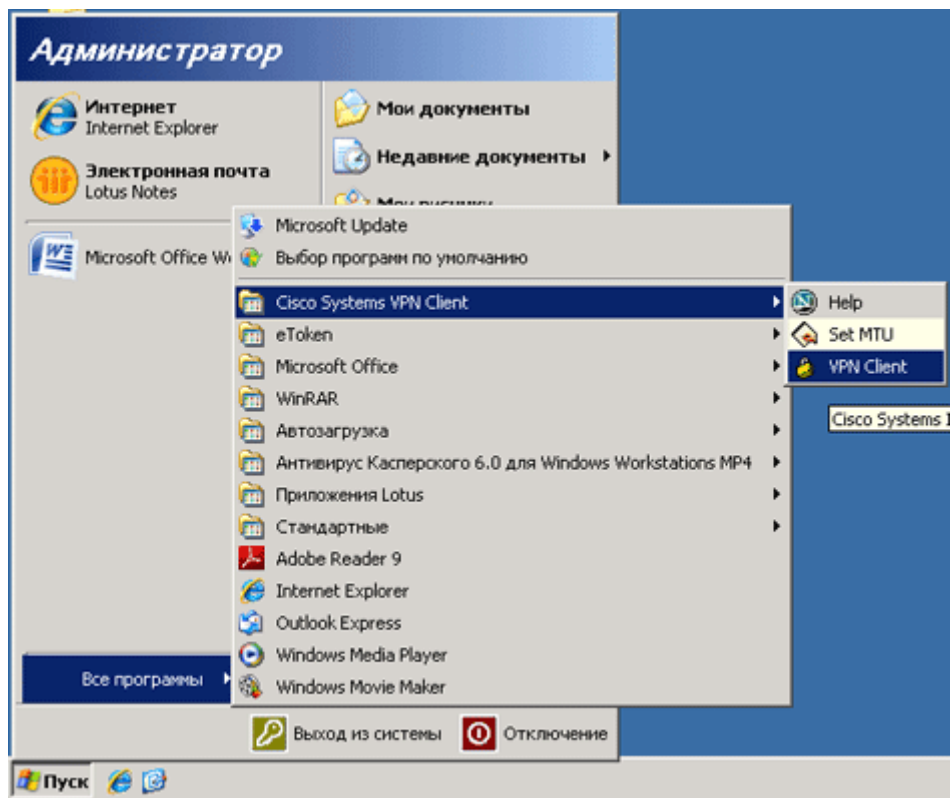 Администратор
Интернет
Internet Explorer
Электронная почта
Lotus Notes
Microsoft Office
Мои документы
Недавние документы
Мои рисунки
Microsoft Update
Выбор программ по умолчанию
Cisco Systems VPN Client
eToken
Microsoft Office
WinRAR
Автозагрузка
Антивирус Касперского 6.0 для Windows Workstations MP4
Приложения Lotus
Стандартные
Adobe Reader 9
Internet Explorer
Outlook Express
Windows Media Player
Windows Movie Maker
Help
Set MTU
VPN Client
Cisco Systems
Все программы
Выход из системы
Отключение
Пуск